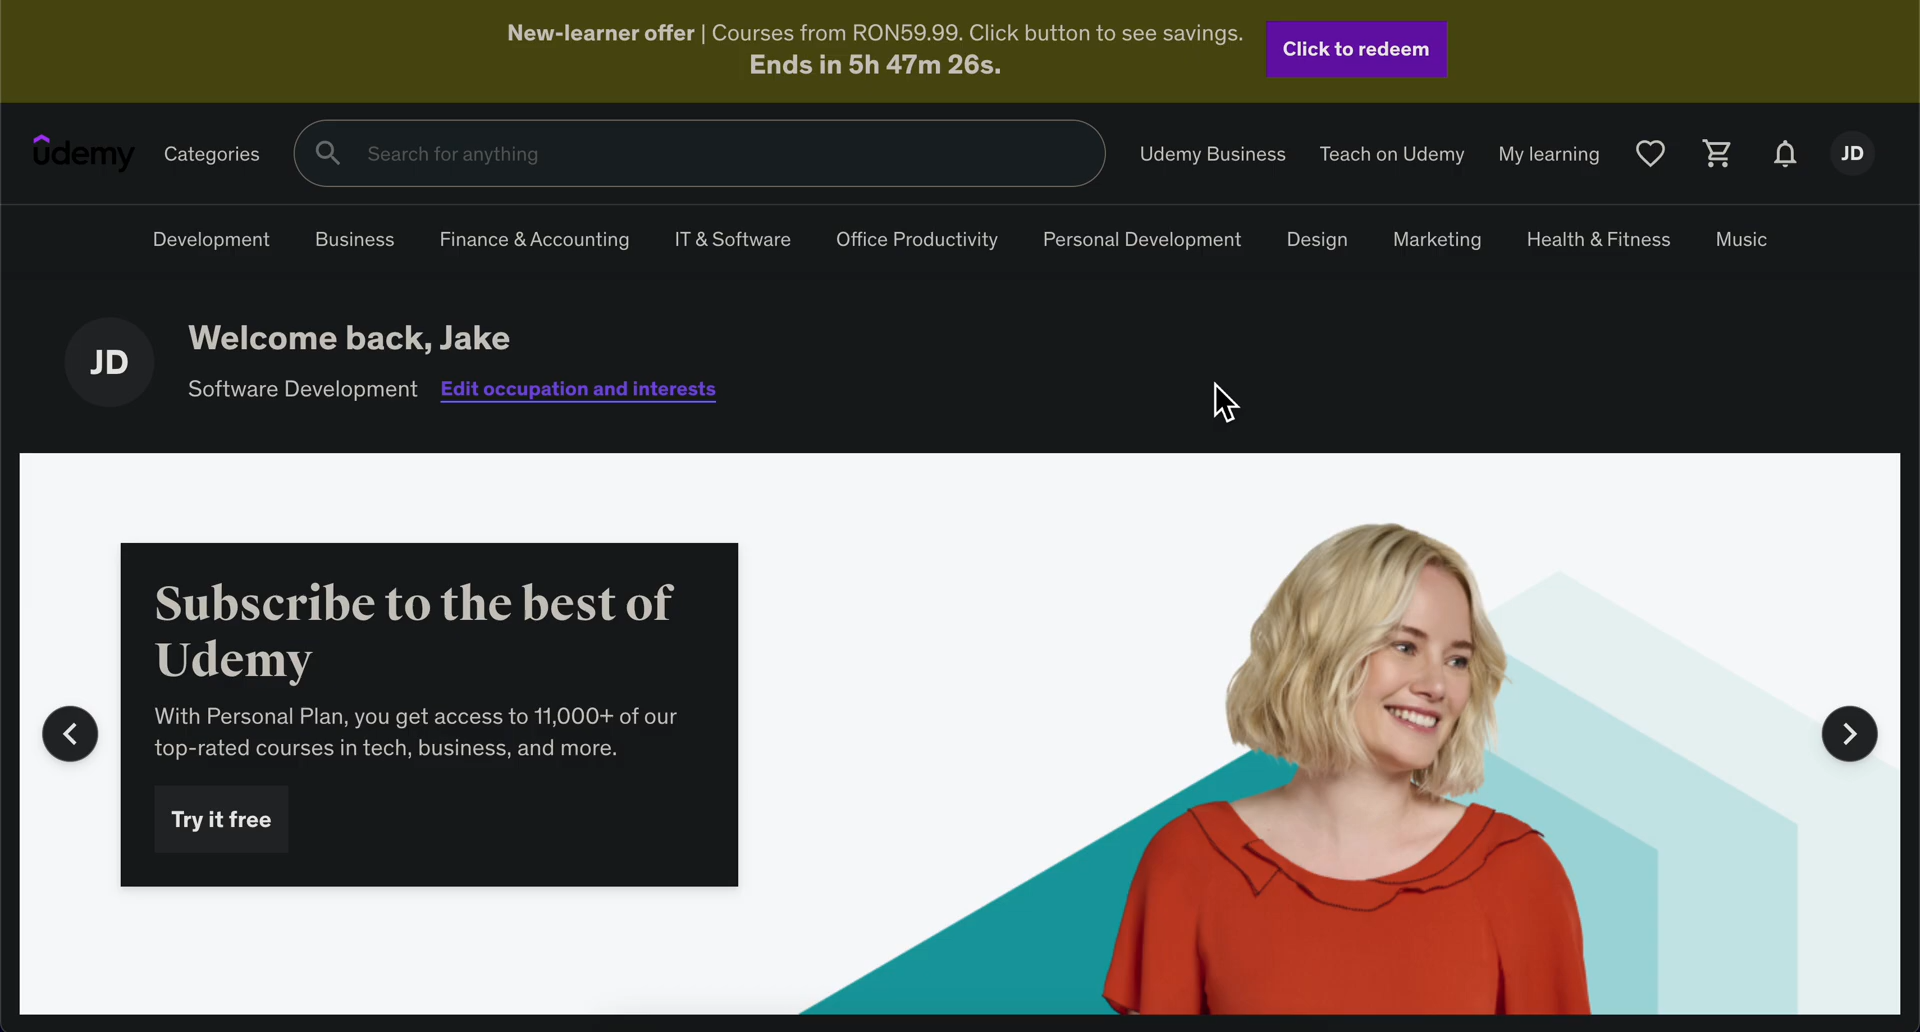 New-learner offer | Courses from RON59.99. Click button to see savings.
Ends in 5h 47m 26s.
Click to redeem
udemy
Categories
Search for anything
Udemy Business
Teach on Udemy
My learning
JD
Development
Business
Finance & Accounting
IT & Software
Office Productivity
Personal Development
Design
Marketing
Health & Fitness
Music
JD
Welcome back, Jake
Software Development
Edit occupation and interests
Subscribe to the best of
Udemy
With Personal Plan, you get access to 11,000+ of our
top-rated courses in tech, business, and more.
Try it free